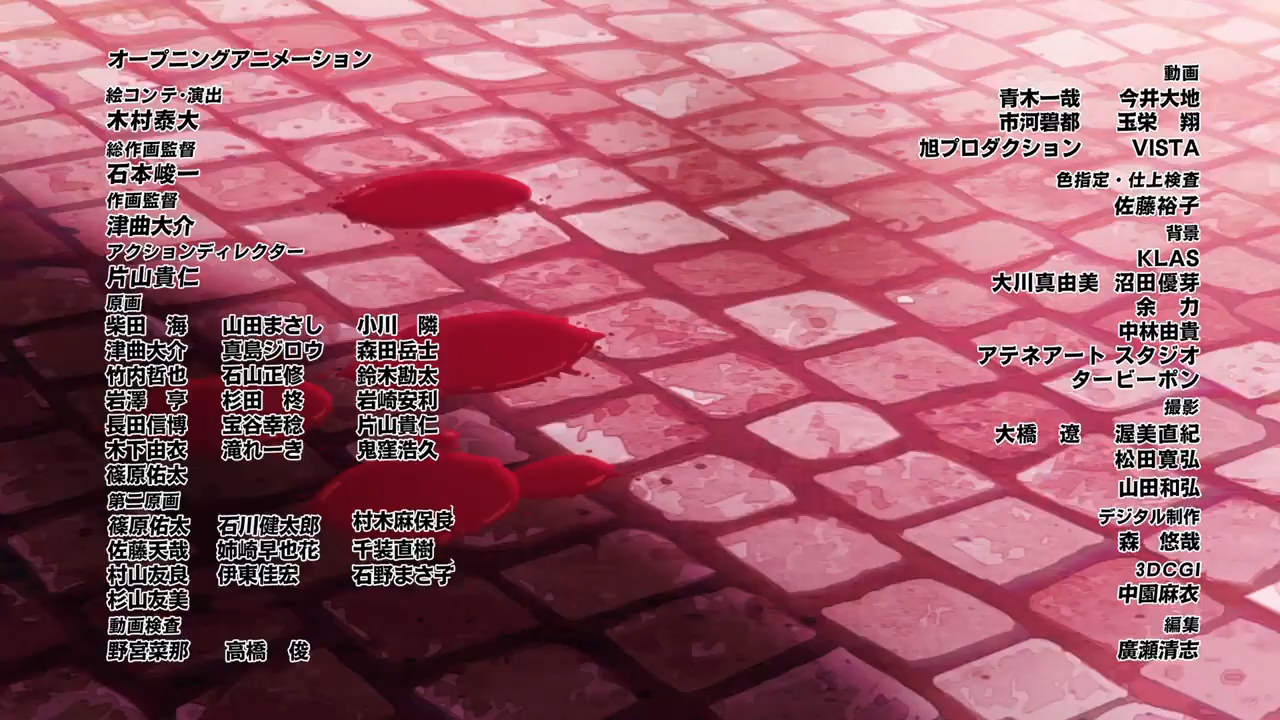 オープニングアニメーション
絵コンテ・演出
木村泰大
総作画監督
石本峻一
作画監督
津曲大介
アクションディレクター
片山貴仁
原画
柴田　海　山田まさし　小川　隣
津曲大介　真島ジロウ　森田岳士
竹内哲也　石山正修　鈴木勘太
岩澤　亨　杉田　柊　岩崎安利
長田信博　宝谷幸稔　片山貴仁
木下由衣　滝れーき　鬼窪浩久
篠原佑太
第二原画
篠原佑太　石川健太郎　村木麻保良
佐藤天哉　姉崎早也花　千装直樹
村山友良　伊東佳宏　石野まさ子
杉山友美
動画検査
野宮菜那　高橋　俊
動画
青木一哉　今井大地
市河碧都　玉栄　翔
旭プロダクション　VISTA
色指定・仕上検査
佐藤裕子
背景
KLAS
大川真由美　沼田優芽
余　力
中林由貴
アテネアート スタジオ
タービーポン
撮影
大橋　遼　渥美直紀
松田寛弘
山田和弘
デジタル制作
森　悠哉
3DCGI
中園麻衣
編集
廣瀬清志